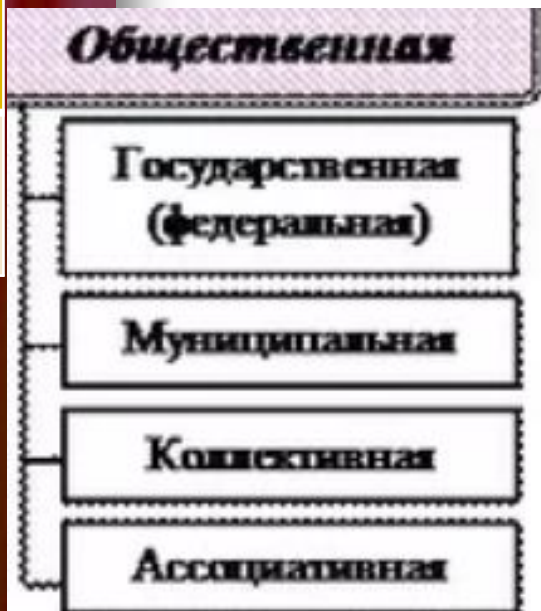 Общественная
Государственная
(федеральная)
Муниципальная
Коллективная
Ассоциативная